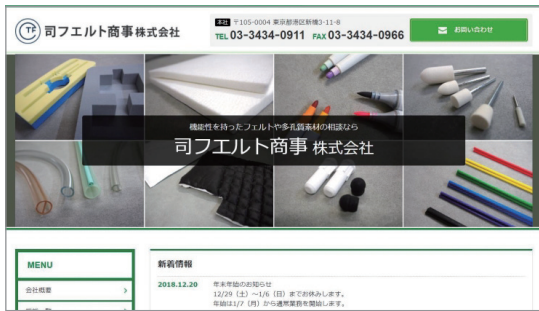 TF 司フエルト商事株式会社
本社 〒105-0004 東京都港区新橋3-11-8
TEL 03-3434-0911 FAX 03-3434-0966
お問い合わせ
機能性を持ったフェルトや多孔質素材の相談なら
司フエルト商事 株式会社
MENU
会社概要
新着情報
2018.12.20 年末年始のお知らせ
12/29（土）～1/6（日）までお休みします。
年始は1/7（月）から通常業務を開始します。